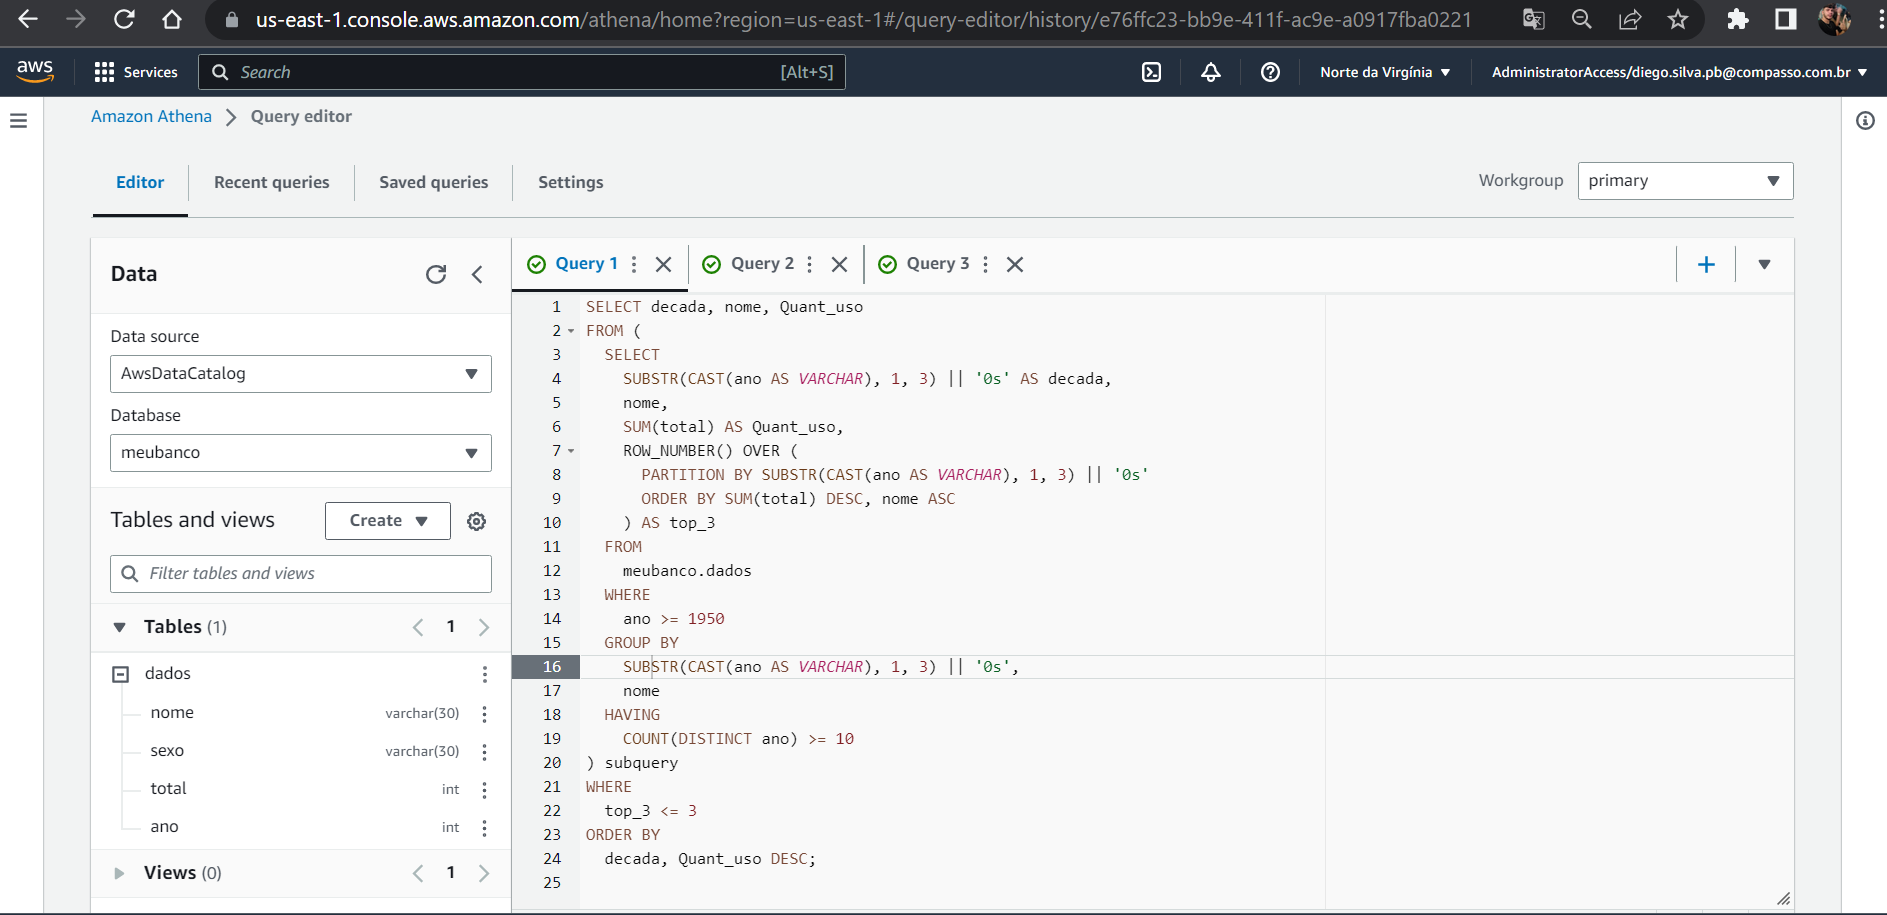 us-east-1.console.aws.amazon.com/athena/home?region=us-east-1#/query-editor/history/e76ffc23-bb9e-411f-ac9e-a0917fba0221
aws Services Search [Alt+S] Norte da Virgínia AdministratorAccess/diego.silva.pb@compasso.com.br
Amazon Athena Query editor
Editor Recent queries Saved queries Settings Workgroup primary
Data
Data source
AwsDataCatalog
Database
meubanco
Tables and views Create
Filter tables and views
Tables (1) 1
dados
nome varchar(30)
sexo varchar(30)
total int
ano int
Views (0) 1
Query 1 Query 2 Query 3
1 SELECT decada, nome, Quant_uso
2 FROM (
3 SELECT
4 SUBSTR(CAST(ano AS VARCHAR), 1, 3) || '0s' AS decada,
5 nome,
6 SUM(total) AS Quant_uso,
7 ROW_NUMBER() OVER (
8 PARTITION BY SUBSTR(CAST(ano AS VARCHAR), 1, 3) || '0s'
9 ORDER BY SUM(total) DESC, nome ASC
10 ) AS top_3
11 FROM
12 meubanco.dados
13 WHERE
14 ano >= 1950
15 GROUP BY
16 SUBSTR(CAST(ano AS VARCHAR), 1, 3) || '0s',
17 nome
18 HAVING
19 COUNT(DISTINCT ano) >= 10
20 ) subquery
21 WHERE
22 top_3 <= 3
23 ORDER BY
24 decada, Quant_uso DESC;
25